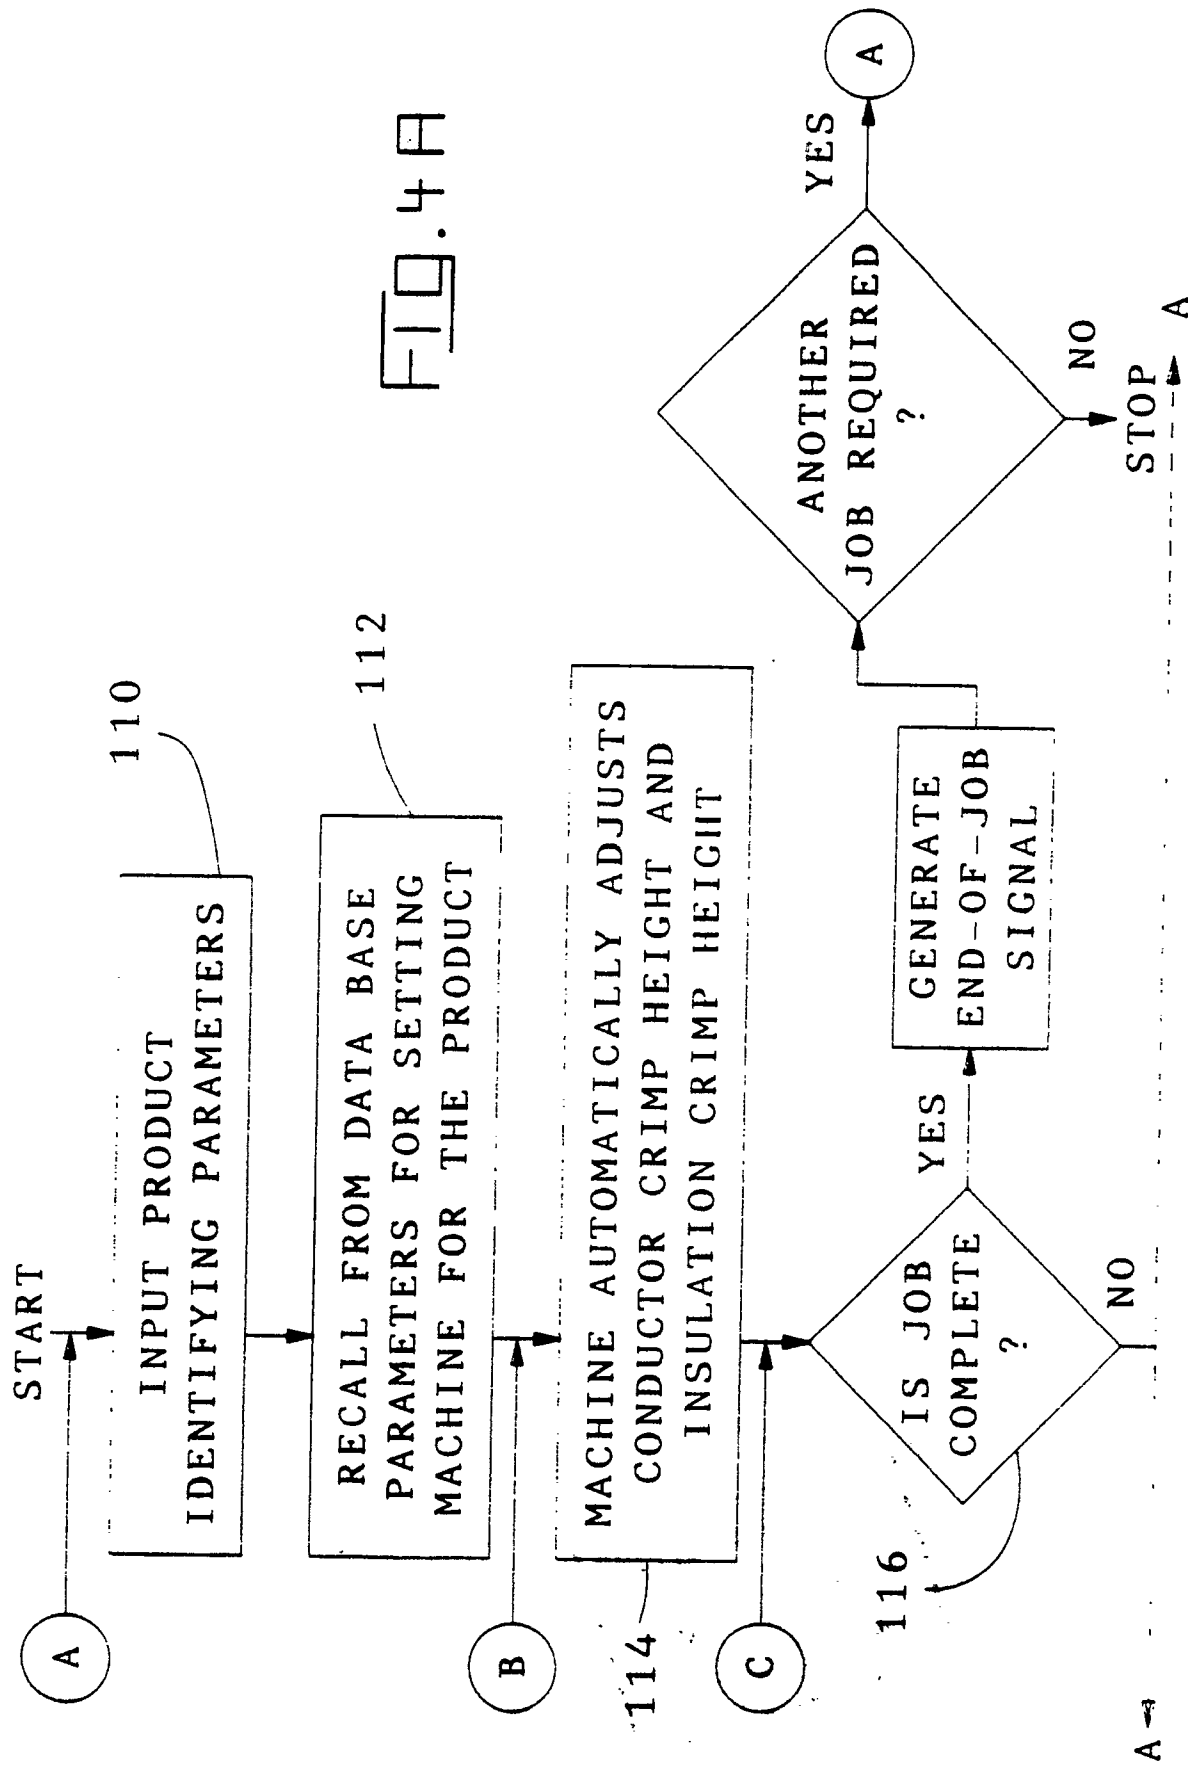 START
A
110
INPUT PRODUCT
IDENTIFYING PARAMETERS
112
RECALL FROM DATA BASE
PARAMETERS FOR SETTING
MACHINE FOR THE PRODUCT
B
114
MACHINE AUTOMATICALLY ADJUSTS
CONDUCTOR CRIMP HEIGHT AND
INSULATION CRIMP HEIGHT
C
116
IS JOB
COMPLETE
?
YES
NO
GENERATE
END-OF-JOB
SIGNAL
ANOTHER
JOB REQUIRED
?
YES
A
NO
STOP
A
A
FIG. 4A